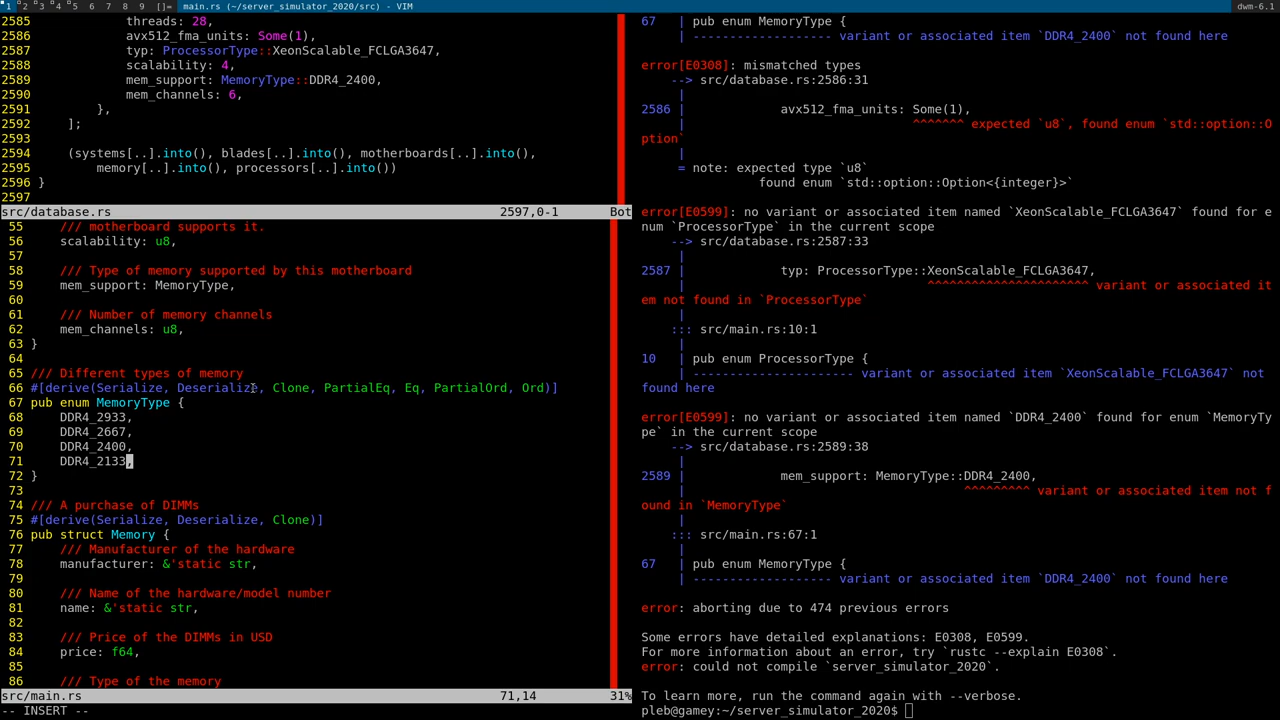 1 2 3 4 5 6 7 8 9 []= main.rs (~/server_simulator_2020/src) - VIM dwm-6.1
2585             threads: 28,
2586             avx512_fma_units: Some(1),
2587             typ: ProcessorType::XeonScalable_FCLGA3647,
2588             scalability: 4,
2589             mem_support: MemoryType::DDR4_2400,
2590             mem_channels: 6,
2591         },
2592     ];
2593
2594     (systems[..].into(), blades[..].into(), motherboards[..].into(),
2595         memory[..].into(), processors[..].into())
2596 }
2597
src/database.rs 2597,0-1 Bot
55     /// motherboard supports it.
56     scalability: u8,
57
58     /// Type of memory supported by this motherboard
59     mem_support: MemoryType,
60
61     /// Number of memory channels
62     mem_channels: u8,
63 }
64
65 /// Different types of memory
66 #[derive(Serialize, Deserialize, Clone, PartialEq, Eq, PartialOrd, Ord)]
67 pub enum MemoryType {
68     DDR4_2933,
69     DDR4_2667,
70     DDR4_2400,
71     DDR4_2133,
72 }
73
74 /// A purchase of DIMMs
75 #[derive(Serialize, Deserialize, Clone)]
76 pub struct Memory {
77     /// Manufacturer of the hardware
78     manufacturer: &'static str,
79
80     /// Name of the hardware/model number
81     name: &'static str,
82
83     /// Price of the DIMMs in USD
84     price: f64,
85
86     /// Type of the memory
src/main.rs 71,14 31%
-- INSERT --
67   | pub enum MemoryType {
     | ------------------- variant or associated item `DDR4_2400` not found here
error[E0308]: mismatched types
    --> src/database.rs:2586:31
     |
2586 |             avx512_fma_units: Some(1),
     |                               ^^^^^^^ expected `u8`, found enum `std::option::O
ption`
     |
     = note: expected type `u8`
                found enum `std::option::Option<{integer}>`
error[E0599]: no variant or associated item named `XeonScalable_FCLGA3647` found for e
num `ProcessorType` in the current scope
    --> src/database.rs:2587:33
     |
2587 |             typ: ProcessorType::XeonScalable_FCLGA3647,
     |                                 ^^^^^^^^^^^^^^^^^^^^^^ variant or associated it
em not found in `ProcessorType`
     |
    ::: src/main.rs:10:1
     |
10   | pub enum ProcessorType {
     | ---------------------- variant or associated item `XeonScalable_FCLGA3647` not
found here
error[E0599]: no variant or associated item named `DDR4_2400` found for enum `MemoryTy
pe` in the current scope
    --> src/database.rs:2589:38
     |
2589 |             mem_support: MemoryType::DDR4_2400,
     |                                      ^^^^^^^^^ variant or associated item not f
ound in `MemoryType`
     |
    ::: src/main.rs:67:1
     |
67   | pub enum MemoryType {
     | ------------------- variant or associated item `DDR4_2400` not found here
error: aborting due to 474 previous errors
Some errors have detailed explanations: E0308, E0599.
For more information about an error, try `rustc --explain E0308`.
error: could not compile `server_simulator_2020`.
To learn more, run the command again with --verbose.
pleb@gamey:~/server_simulator_2020$